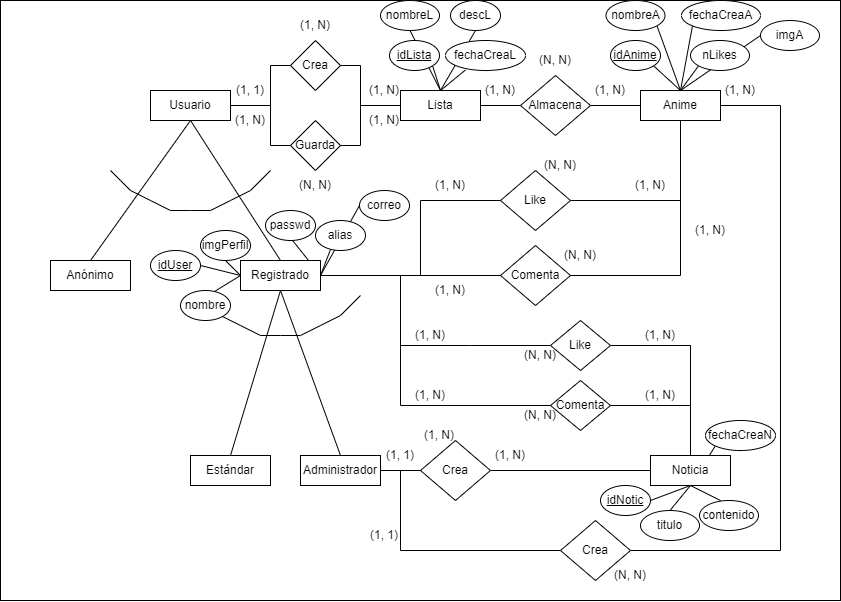 nombreL
descL
nombreA
fechaCreaA
(1, N)
imgA
idLista
fechaCreaL
idAnime
nLikes
Crea
(N, N)
(1, 1)
(1, N)
(1, N)
(1, N)
(1, N)
Usuario
Lista
Almacena
Anime
(1, N)
(1, N)
Guarda
(N, N)
(N, N)
(1, N)
(1, N)
Like
correo
passwd
alias
(1, N)
imgPerfil
(N, N)
idUser
Anónimo
Registrado
Comenta
(1, N)
nombre
(1, N)
(1, N)
Like
(N, N)
(1, N)
(1, N)
Comenta
(N, N)
(1, N)
fechaCreaN
(1, 1)
(1, N)
Estándar
Administrador
Crea
Noticia
idNotic
titulo
contenido
(1, 1)
Crea
(N, N)